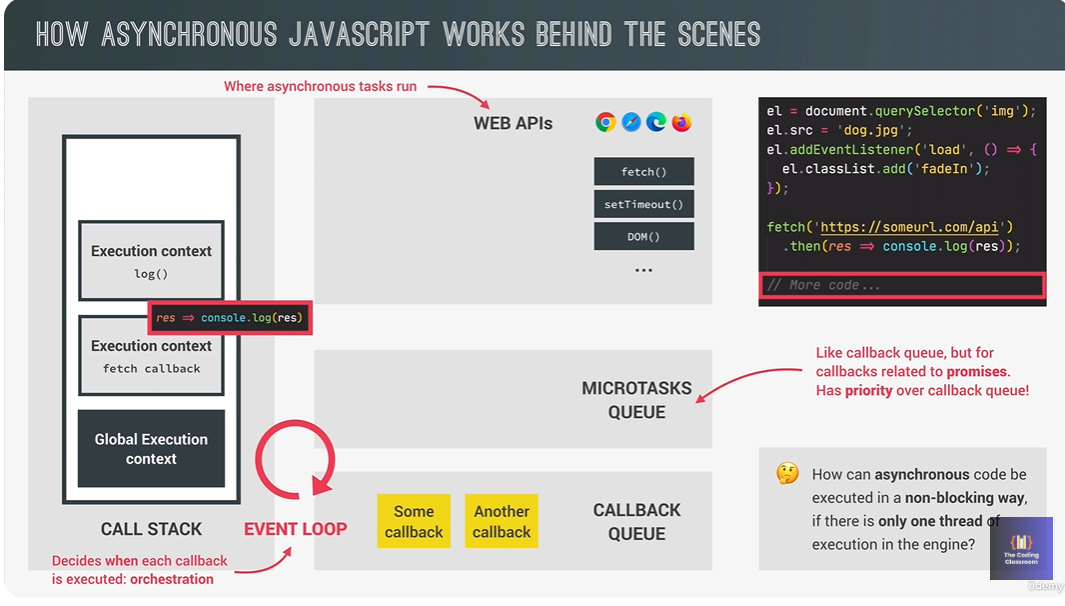 HOW ASYNCHRONOUS JAVASCRIPT WORKS BEHIND THE SCENES
Where asynchronous tasks run
WEB APIs
fetch()
setTimeout()
DOM()
...
el = document.querySelector('img');
el.src = 'dog.jpg';
el.addEventListener('load', () => {
el.classList.add('fadeIn');
});
fetch('https://someurl.com/api')
.then(res => console.log(res));
// More code...
Execution context
log()
res => console.log(res)
Execution context
fetch callback
Global Execution
context
CALL STACK
EVENT LOOP
Decides when each callback
is executed: orchestration
MICROTASKS
QUEUE
Like callback queue, but for
callbacks related to promises.
Has priority over callback queue!
Some
callback
Another
callback
CALLBACK
QUEUE
How can asynchronous code be
executed in a non-blocking way,
if there is only one thread of
execution in the engine?
The Coding
Classroom
ûdemy